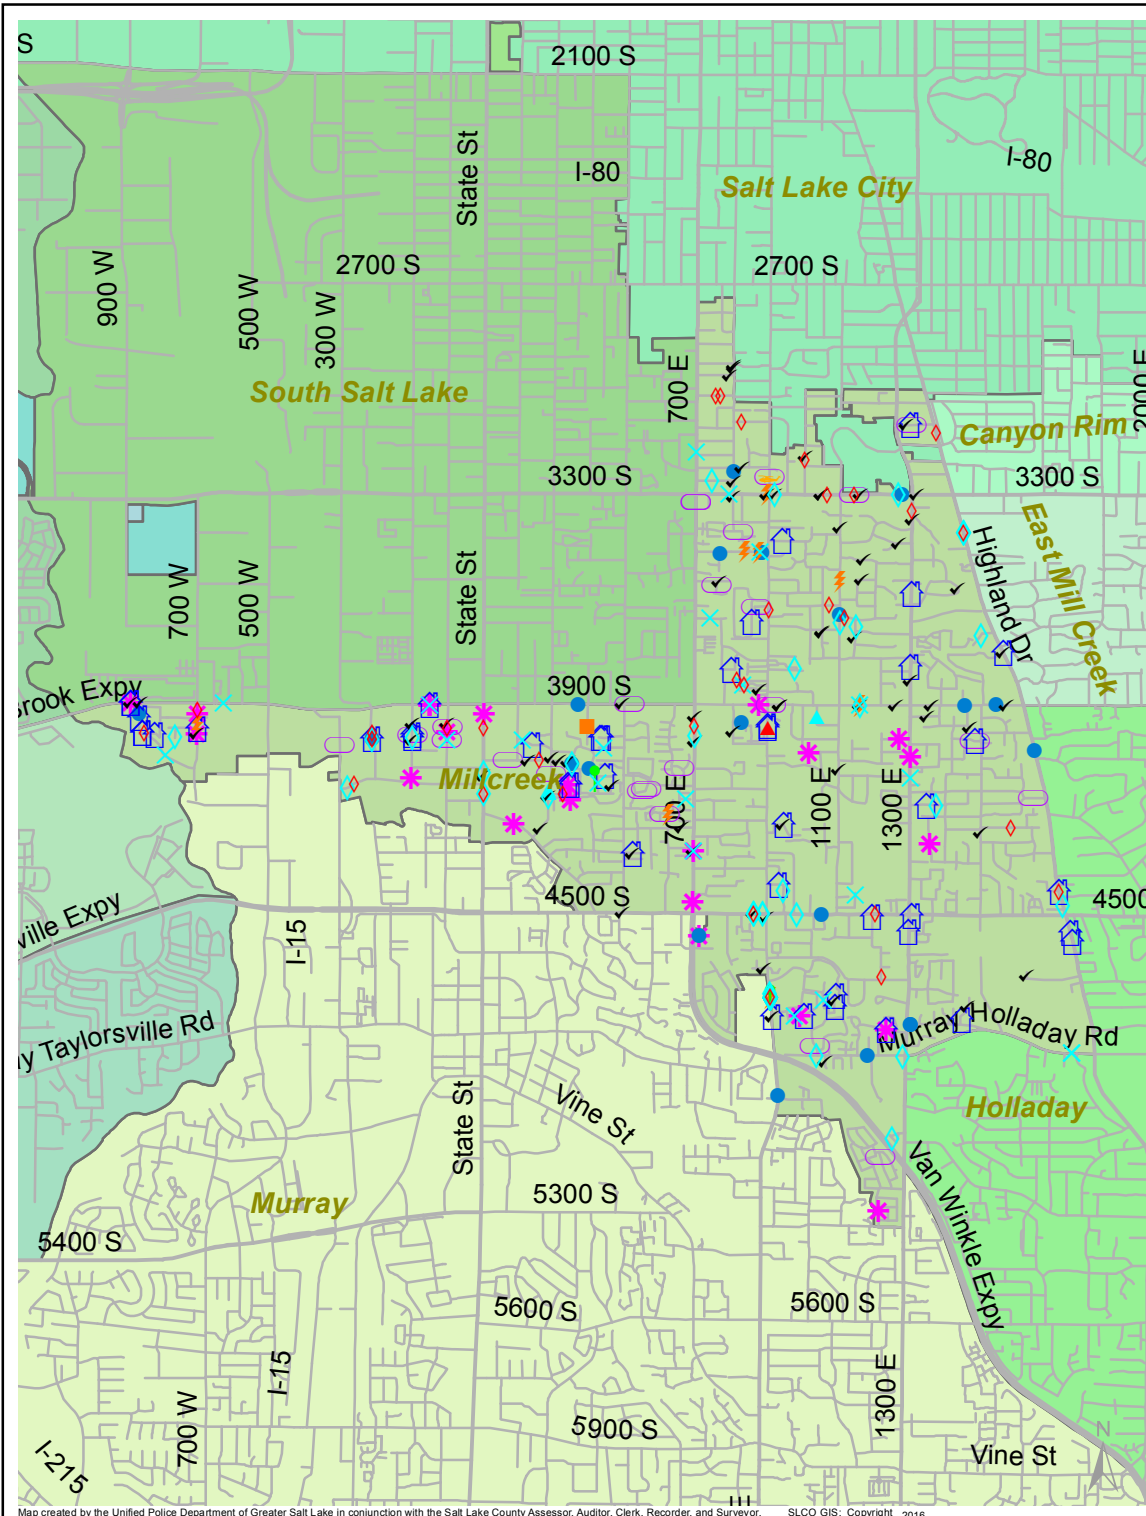 S
2100 S
State St
I-80
I-80
Salt Lake City
2700 S
2700 S
900 W
500 W
300 W
South Salt Lake
700 E
2000 E
Canyon Rim
3300 S
3300 S
East Mill Creek
Highland Dr
State St
700 W
500 W
3900 S
brook Expy
Millcreek
700 E
1100 E
1300 E
4500 S
4500
ville Expy
I-15
y Taylorsville Rd
Murray Holladay Rd
State St
Vine St
Holladay
Van Winkle Expy
Murray
5300 S
5400 S
5600 S
5600 S
I-15
1300 E
700 W
5900 S
I-215
N
Vine St
E
Map created by the Unified Police Department of Greater Salt Lake in conjunction with the Salt Lake County Assessor, Auditor, Clerk, Recorder, and Surveyor. SLCO GIS: Copyright 2016